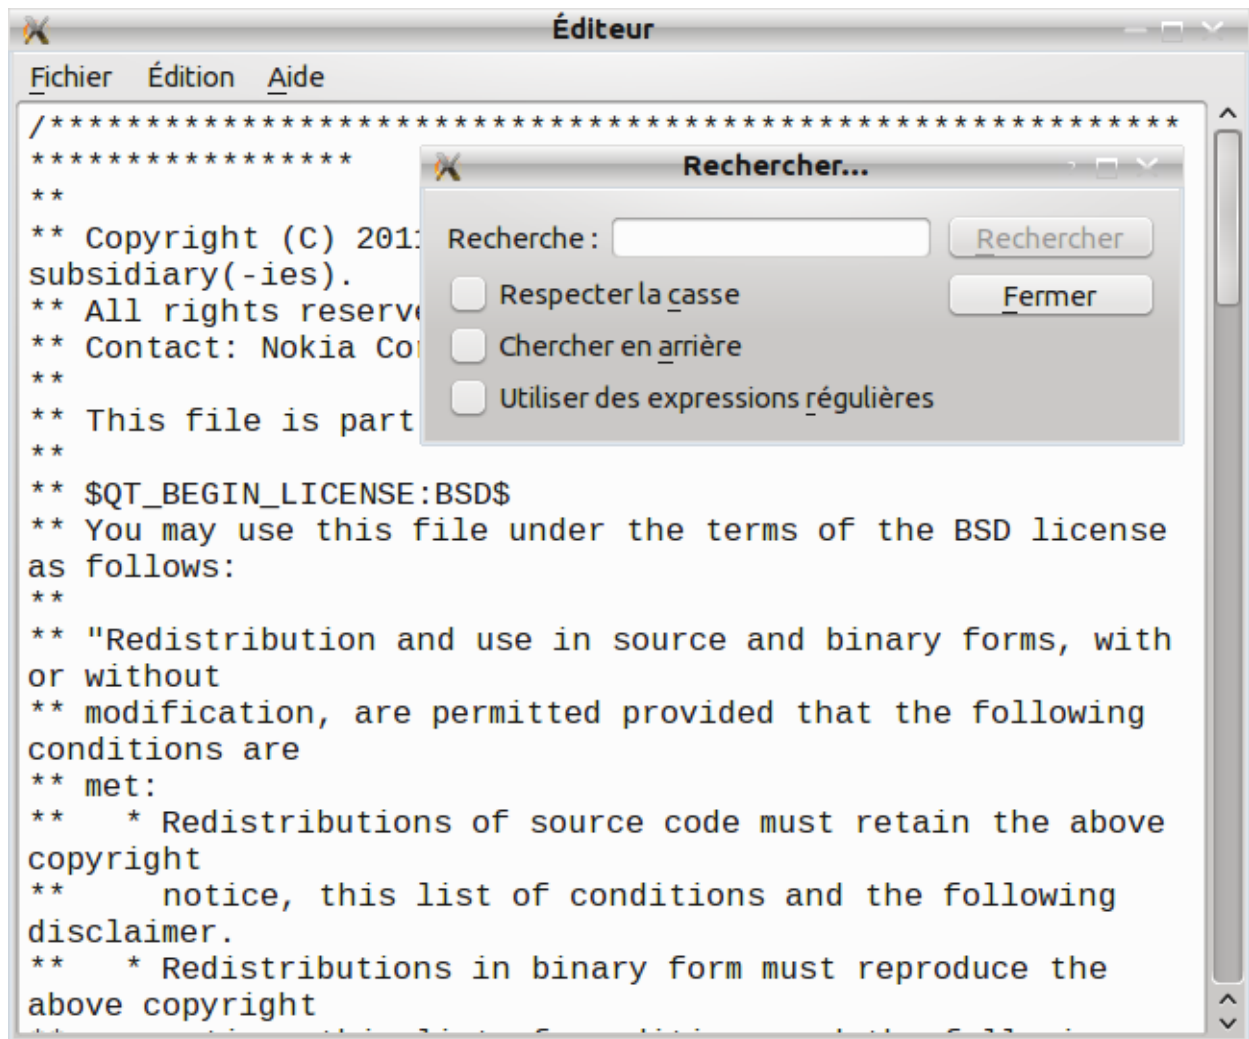 Éditeur
Fichier Édition Aide
/***********************************************************
*****************
**
** Copyright (C) 2011
subsidiary(-ies).
** All rights
** Contact: Nokia
**
** This file is part
**
** $QT_BEGIN_LICENSE:BSD$
** You may use this file under the terms of the BSD license
as follows:
**
** "Redistribution and use in source and binary forms, with
or without
** modification, are permitted provided that the following
conditions are
** met:
**   * Redistributions of source code must retain the above
copyright
**     notice, this list of conditions and the following
disclaimer.
**   * Redistributions in binary form must reproduce the
above copyright
Rechercher...
Recherche : Rechercher
Respecter la casse Fermer
Chercher en arrière
Utiliser des expressions régulières